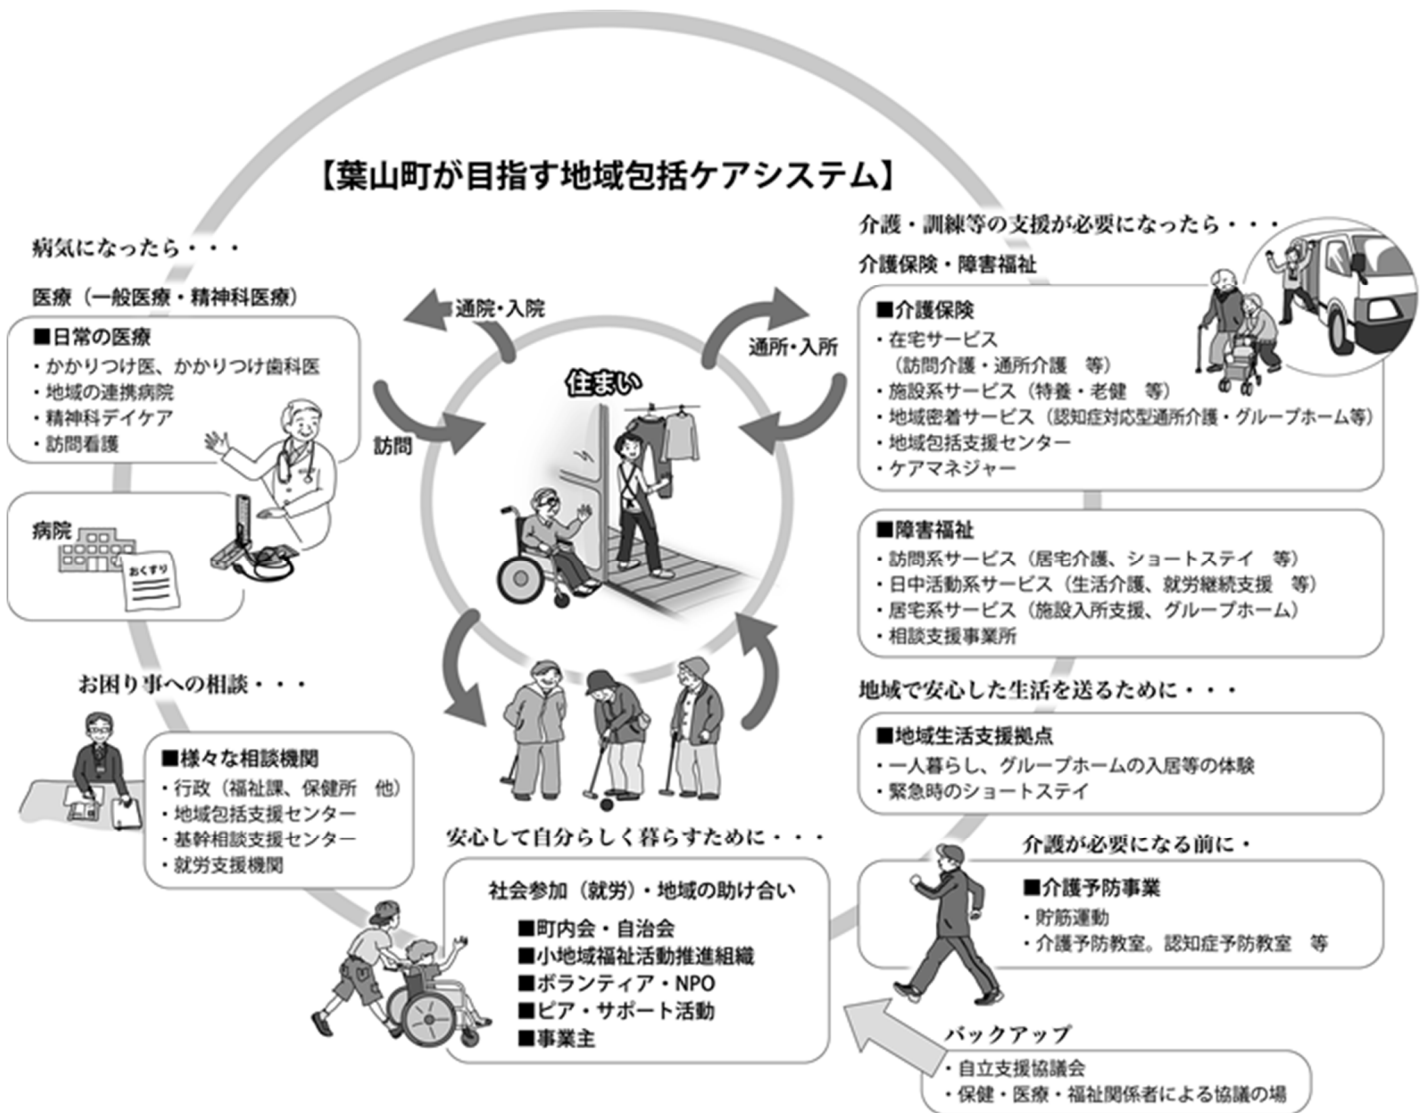 【葉山町が目指す地域包括ケアシステム】
病気になったら・・・
医療（一般医療・精神科医療）
■日常の医療
・かかりつけ医、かかりつけ歯科医
・地域の連携病院
・精神科デイケア
・訪問看護
病院
おくすり
通院・入院
訪問
住まい
通所・入所
介護・訓練等の支援が必要になったら・・・
介護保険・障害福祉
■介護保険
・在宅サービス
（訪問介護・通所介護　等）
・施設系サービス（特養・老健　等）
・地域密着サービス（認知症対応型通所介護・グループホーム等）
・地域包括支援センター
・ケアマネジャー
■障害福祉
・訪問系サービス（居宅介護、ショートステイ　等）
・日中活動系サービス（生活介護、就労継続支援　等）
・居宅系サービス（施設入所支援、グループホーム）
・相談支援事業所
地域で安心した生活を送るために・・・
■地域生活支援拠点
・一人暮らし、グループホームの入居等の体験
・緊急時のショートステイ
介護が必要になる前に・
■介護予防事業
・貯筋運動
・介護予防教室。認知症予防教室　等
お困り事への相談・・・
■様々な相談機関
・行政（福祉課、保健所　他）
・地域包括支援センター
・基幹相談支援センター
・就労支援機関
安心して自分らしく暮らすために・・・
社会参加（就労）・地域の助け合い
■町内会・自治会
■小地域福祉活動推進組織
■ボランティア・NPO
■ピア・サポート活動
■事業主
バックアップ
・自立支援協議会
・保健・医療・福祉関係者による協議の場